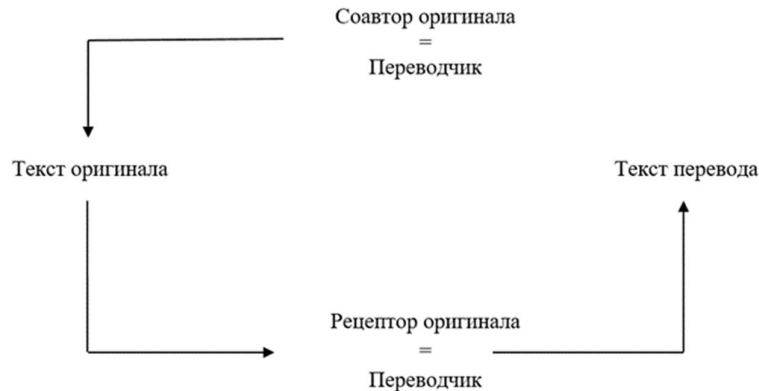 Соавтор оригинала
=
Переводчик
Текст оригинала
Текст перевода
Рецептор оригинала
=
Переводчик